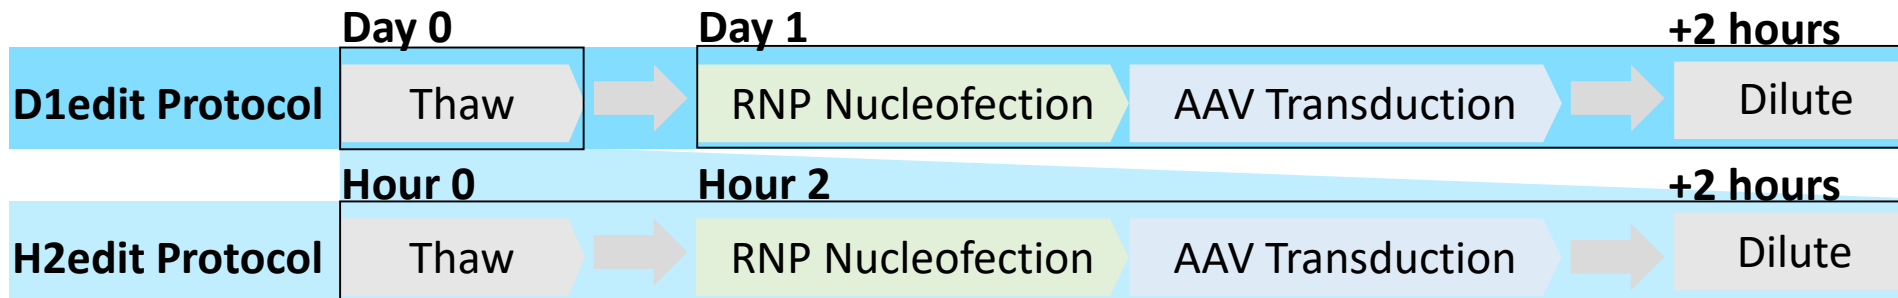 Day 0 Day 1 +2 hours
D1edit Protocol Thaw RNP Nucleofection AAV Transduction Dilute
Hour 0 Hour 2 +2 hours
H2edit Protocol Thaw RNP Nucleofection AAV Transduction Dilute